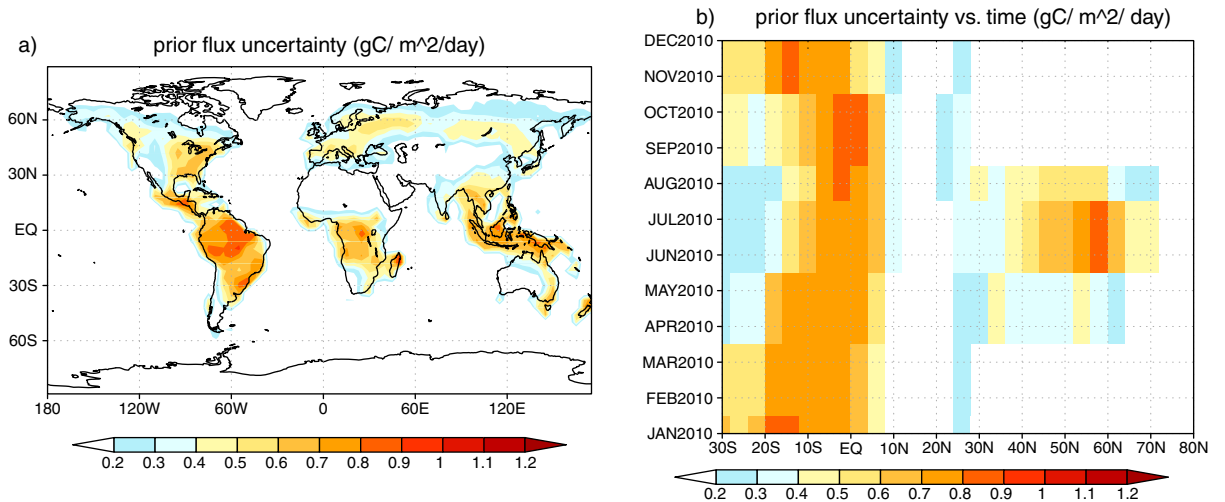 a)
prior flux uncertainty (gC/ m^2/day)
60N
30N
EQ
30S
60S
180 120W 60W 0 60E 120E
0.2 0.3 0.4 0.5 0.6 0.7 0.8 0.9 1 1.1 1.2
b) prior flux uncertainty vs. time (gC/ m^2/ day)
DEC2010
NOV2010
OCT2010
SEP2010
AUG2010
JUL2010
JUN2010
MAY2010
APR2010
MAR2010
FEB2010
JAN2010
30S 20S 10S EQ 10N 20N 30N 40N 50N 60N 70N 80N
0.2 0.3 0.4 0.5 0.6 0.7 0.8 0.9 1 1.1 1.2